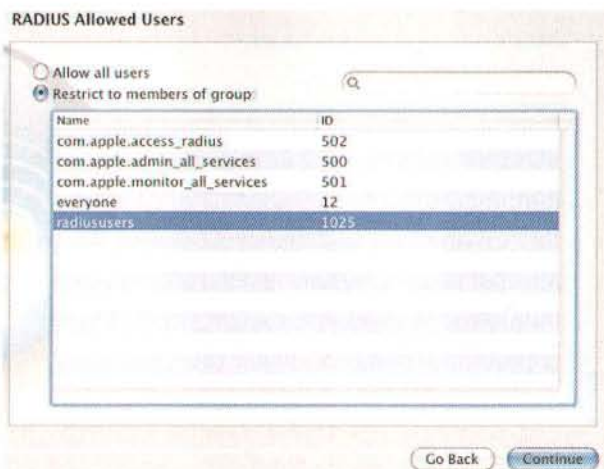 RADIUS Allowed Users
Allow all users
Restrict to members of group:
Name ID
com.apple.access_radius 502
com.apple.admin_all_services 500
com.apple.monitor_all_services 501
everyone 12
radiususers 1025
Go Back Continue